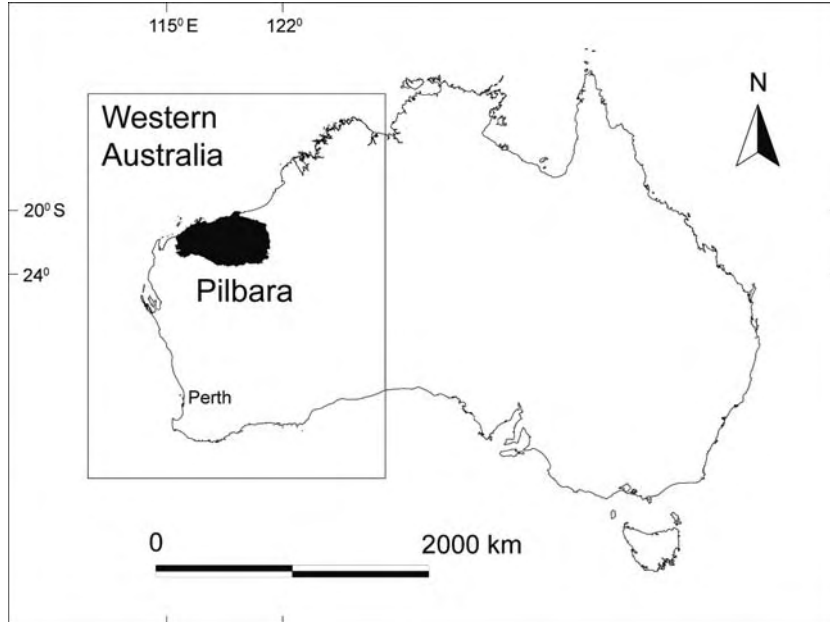 115⁰ E 122⁰
N
Western
Australia
20⁰ S
24⁰
Pilbara
Perth
0 2000 km